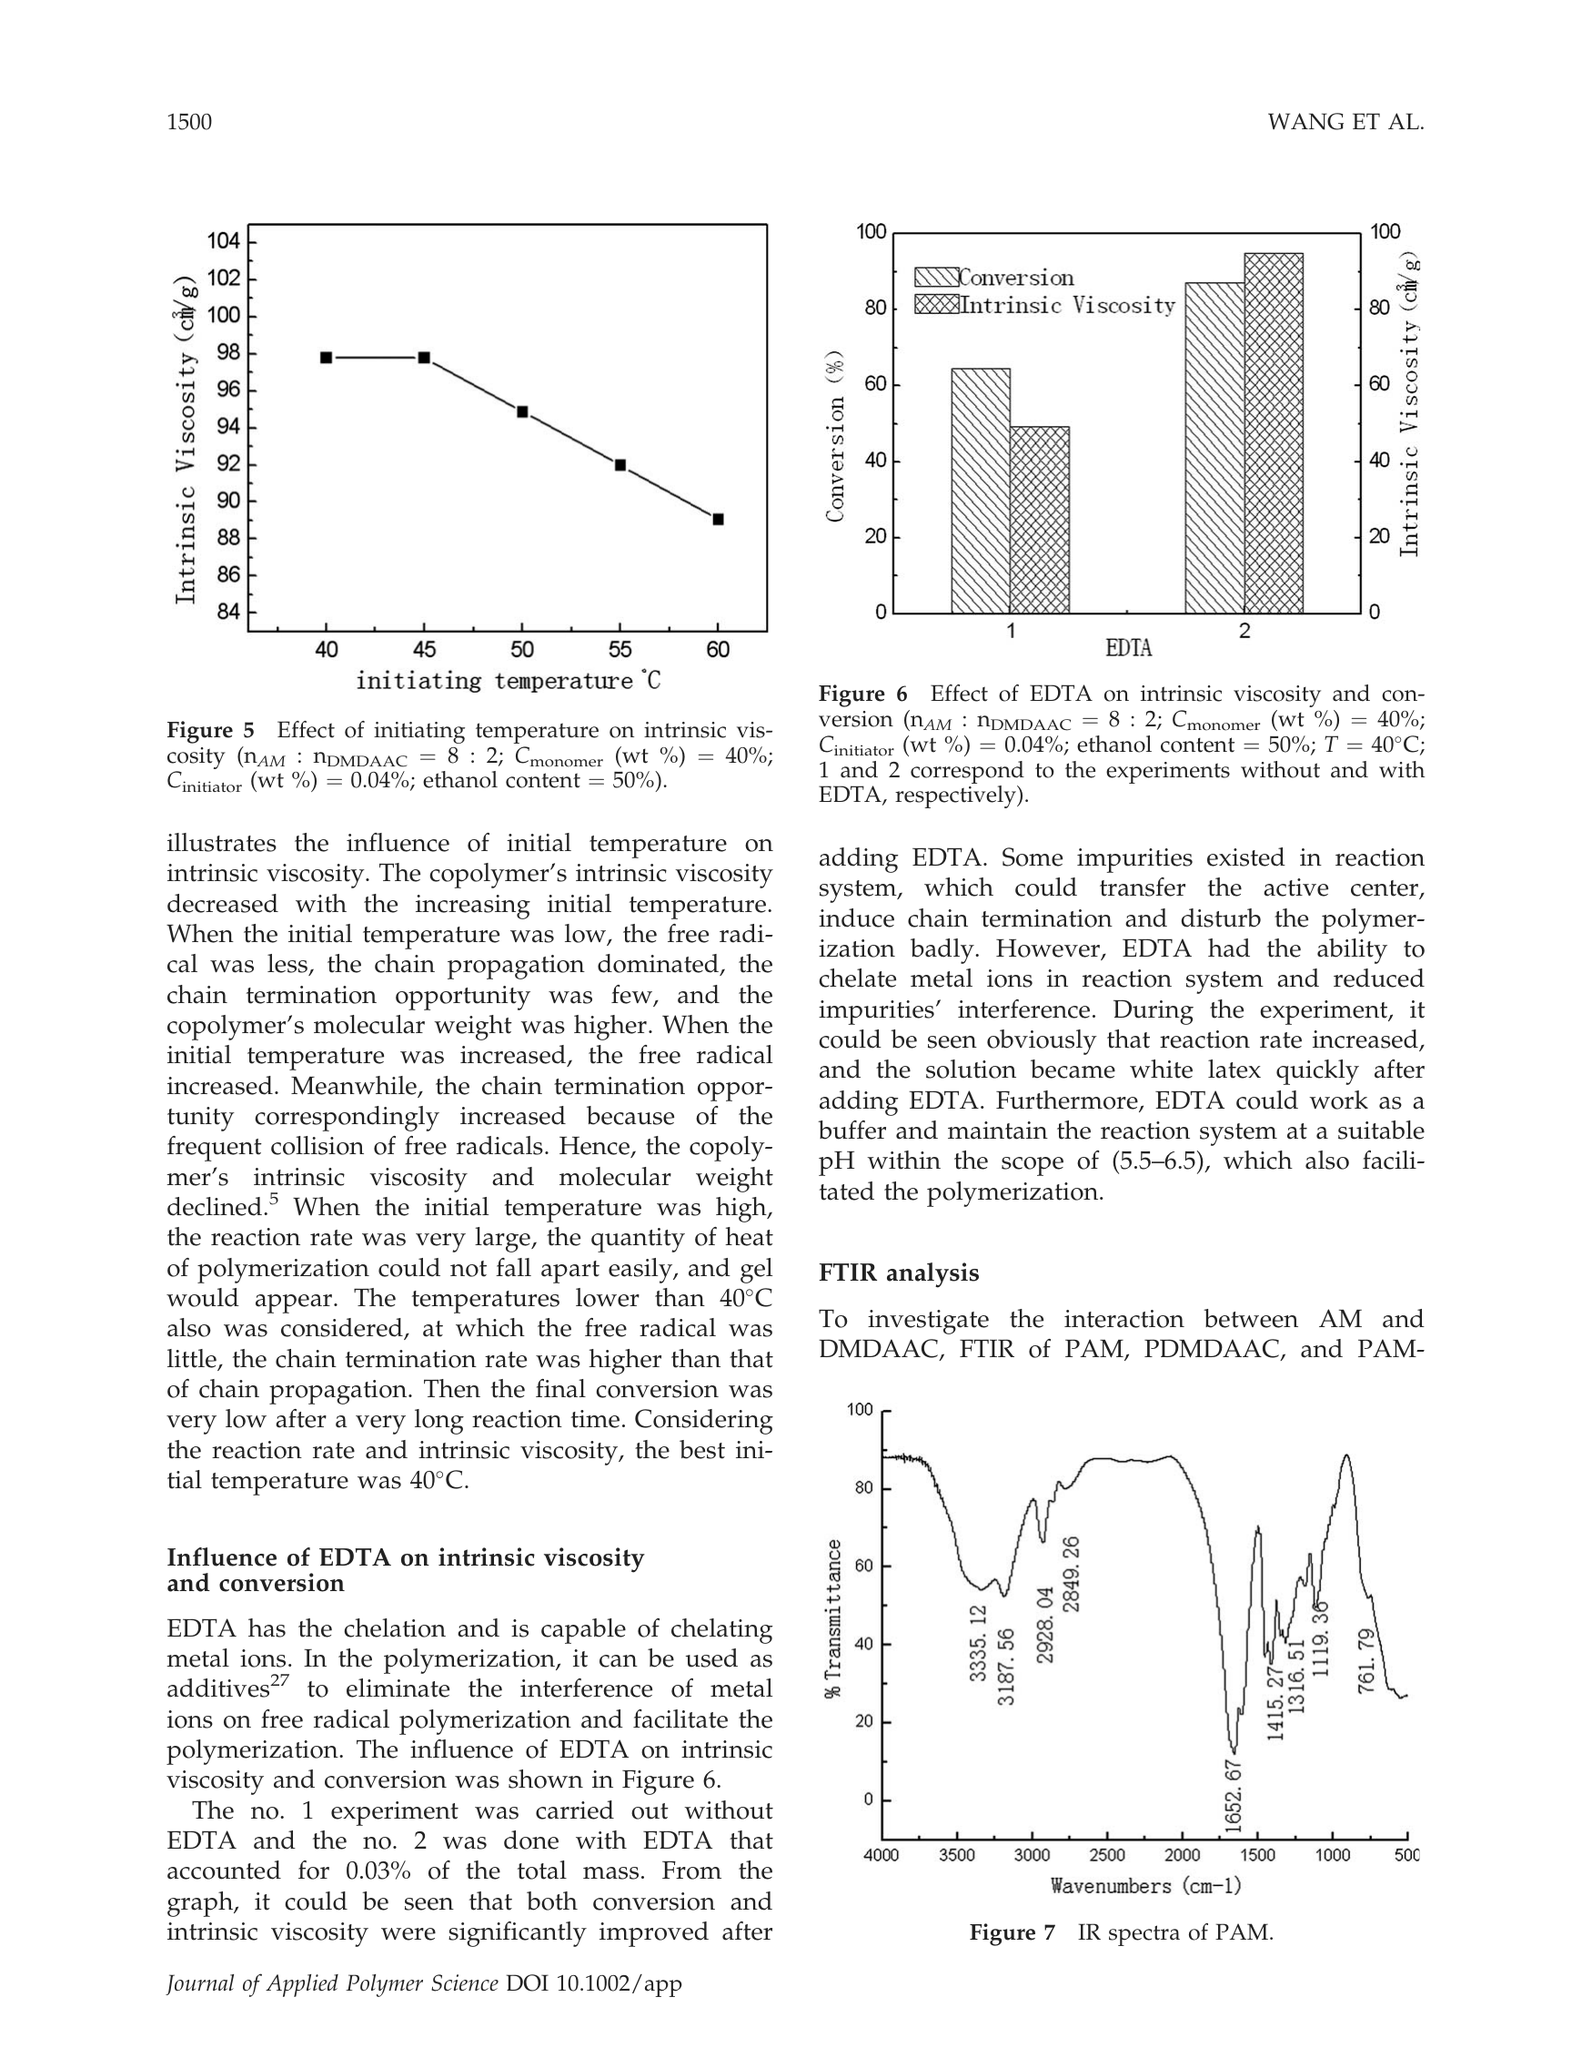 1500
WANG ET AL.
104
102
100
98
96
94
92
90
88
86
84
Intrinsic Viscosity (cm³/g)
40 45 50 55 60
initiating temperature ℃
Figure 5 Effect of initiating temperature on intrinsic vis-
cosity (nAM : nDMDAAC = 8 : 2; Cmonomer (wt %) = 40%;
Cinitiator (wt %) = 0.04%; ethanol content = 50%).
illustrates the influence of initial temperature on
intrinsic viscosity. The copolymer's intrinsic viscosity
decreased with the increasing initial temperature.
When the initial temperature was low, the free radi-
cal was less, the chain propagation dominated, the
chain termination opportunity was few, and the
copolymer's molecular weight was higher. When the
initial temperature was increased, the free radical
increased. Meanwhile, the chain termination oppor-
tunity correspondingly increased because of the
frequent collision of free radicals. Hence, the copoly-
mer's intrinsic viscosity and molecular weight
declined.5 When the initial temperature was high,
the reaction rate was very large, the quantity of heat
of polymerization could not fall apart easily, and gel
would appear. The temperatures lower than 40°C
also was considered, at which the free radical was
little, the chain termination rate was higher than that
of chain propagation. Then the final conversion was
very low after a very long reaction time. Considering
the reaction rate and intrinsic viscosity, the best ini-
tial temperature was 40°C.
Influence of EDTA on intrinsic viscosity
and conversion
EDTA has the chelation and is capable of chelating
metal ions. In the polymerization, it can be used as
additives27 to eliminate the interference of metal
ions on free radical polymerization and facilitate the
polymerization. The influence of EDTA on intrinsic
viscosity and conversion was shown in Figure 6.
The no. 1 experiment was carried out without
EDTA and the no. 2 was done with EDTA that
accounted for 0.03% of the total mass. From the
graph, it could be seen that both conversion and
intrinsic viscosity were significantly improved after
100
80
60
40
20
0
Conversion (%)
Conversion
Intrinsic Viscosity
100
80
60
40
20
0
Intrinsic Viscosity (cm³/g)
1 2
EDTA
Figure 6 Effect of EDTA on intrinsic viscosity and con-
version (nAM : nDMDAAC = 8 : 2; Cmonomer (wt %) = 40%;
Cinitiator (wt %) = 0.04%; ethanol content = 50%; T = 40°C;
1 and 2 correspond to the experiments without and with
EDTA, respectively).
adding EDTA. Some impurities existed in reaction
system, which could transfer the active center,
induce chain termination and disturb the polymer-
ization badly. However, EDTA had the ability to
chelate metal ions in reaction system and reduced
impurities' interference. During the experiment, it
could be seen obviously that reaction rate increased,
and the solution became white latex quickly after
adding EDTA. Furthermore, EDTA could work as a
buffer and maintain the reaction system at a suitable
pH within the scope of (5.5–6.5), which also facili-
tated the polymerization.
FTIR analysis
To investigate the interaction between AM and
DMDAAC, FTIR of PAM, PDMDAAC, and PAM-
100
80
60
40
20
0
% Transmittance
3335.12
3187.56
2928.04
2849.26
1652.67
1415.27
1316.51
1119.36
761.79
4000 3500 3000 2500 2000 1500 1000 500
Wavenumbers (cm-1)
Figure 7 IR spectra of PAM.
Journal of Applied Polymer Science DOI 10.1002/app